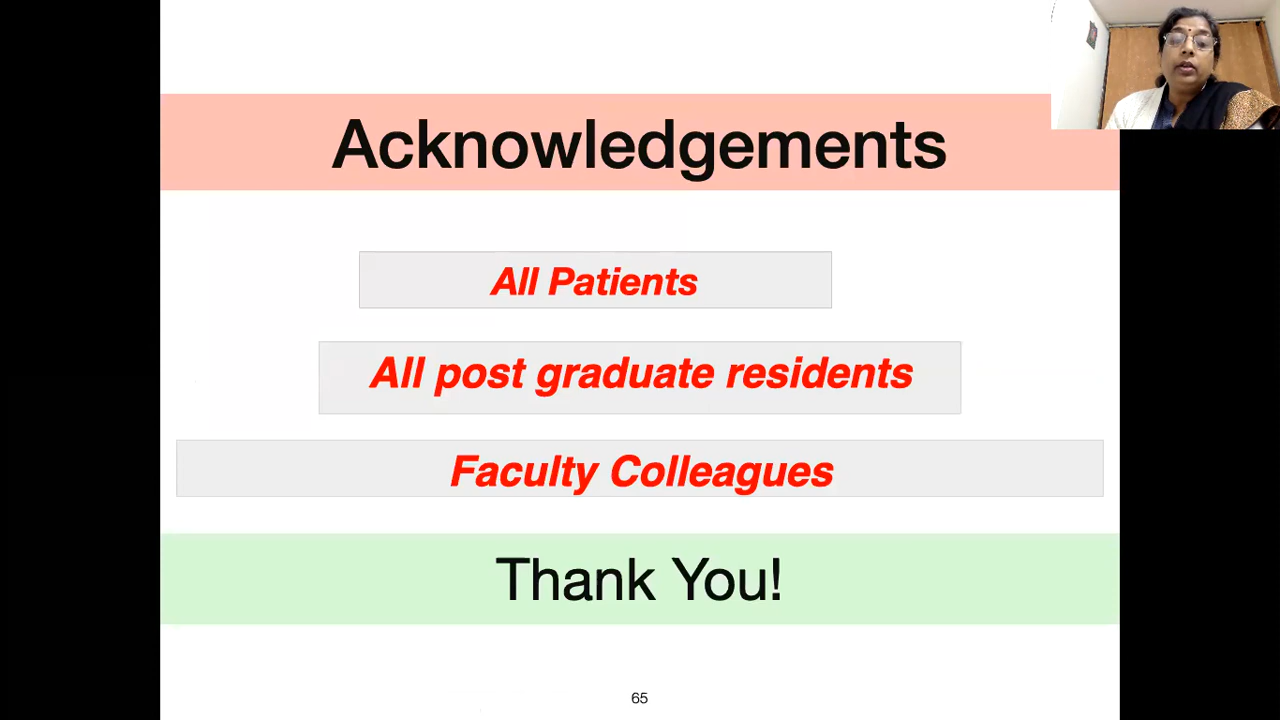 Acknowledgements
All Patients
All post graduate residents
Faculty Colleagues
Thank You!
65